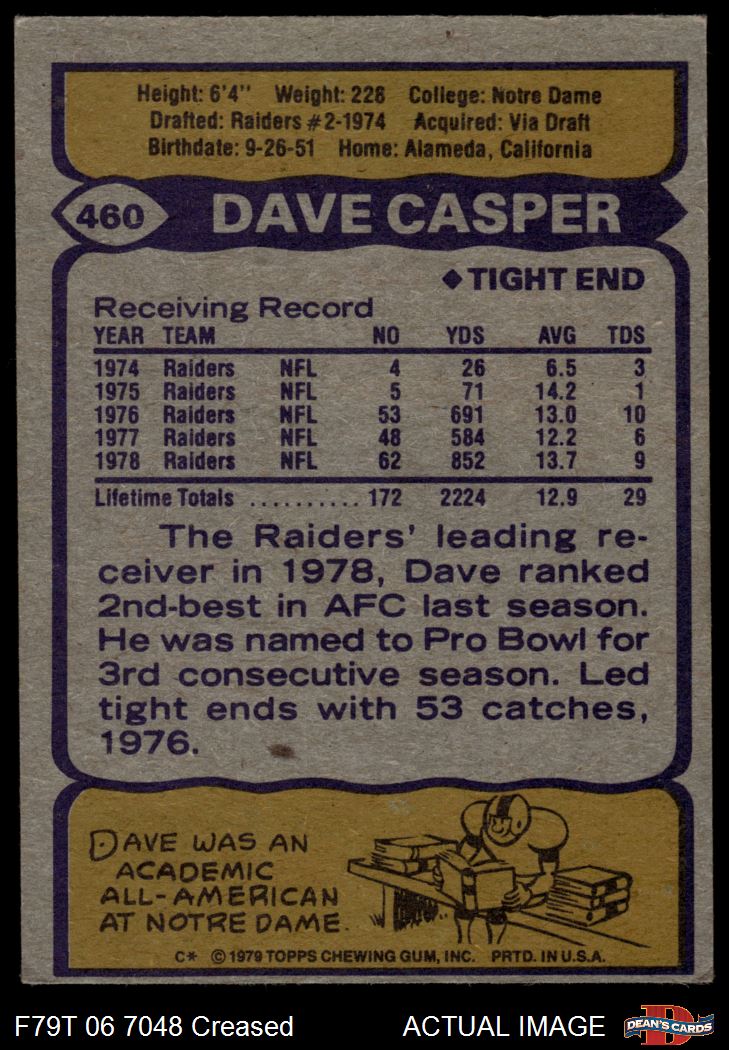 Height: 6'4" Weight: 228 College: Notre Dame
Drafted: Raiders #2-1974 Acquired: Via Draft
Birthdate: 9-26-51 Home: Alameda, California
460 DAVE CASPER
◆TIGHT END
Receiving Record
YEAR TEAM NO YDS AVG TDS
1974 Raiders NFL 4 26 6.5 3
1975 Raiders NFL 5 71 14.2 1
1976 Raiders NFL 53 691 13.0 10
1977 Raiders NFL 48 584 12.2 6
1978 Raiders NFL 62 852 13.7 9
Lifetime Totals .......... 172 2224 12.9 29
The Raiders' leading re-
ceiver in 1978, Dave ranked
2nd-best in AFC last season.
He was named to Pro Bowl for
3rd consecutive season. Led
tight ends with 53 catches,
1976.
DAVE WAS AN
ACADEMIC
ALL-AMERICAN
AT NOTRE DAME.
C* © 1979 TOPPS CHEWING GUM, INC. PRTD. IN U.S.A.
F79T 06 7048 Creased ACTUAL IMAGE D DEAN'S CARDS